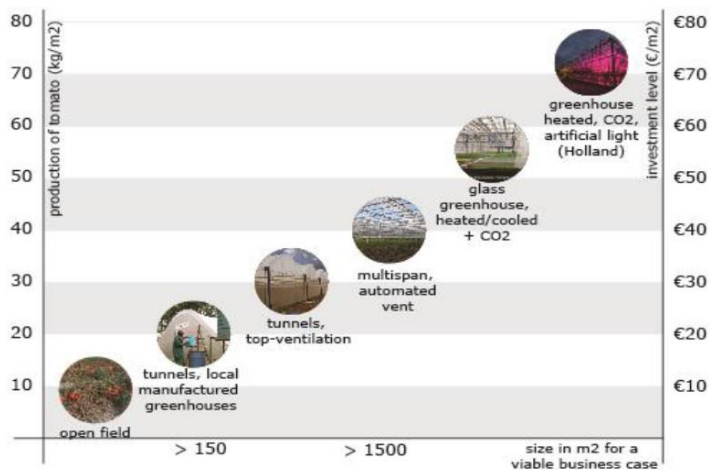 80
70
60
50
40
30
20
10
production of tomato (kg/m2)
€80
€70
€60
€50
€40
€30
€20
€10
investment level (€/m2)
greenhouse
heated, CO2,
artificial light
(Holland)
glass
greenhouse,
heated/cooled
+ CO2
multispan,
automated
vent
tunnels,
top-ventilation
tunnels, local
manufactured
greenhouses
open field
> 150
> 1500
size in m2 for a
viable business case